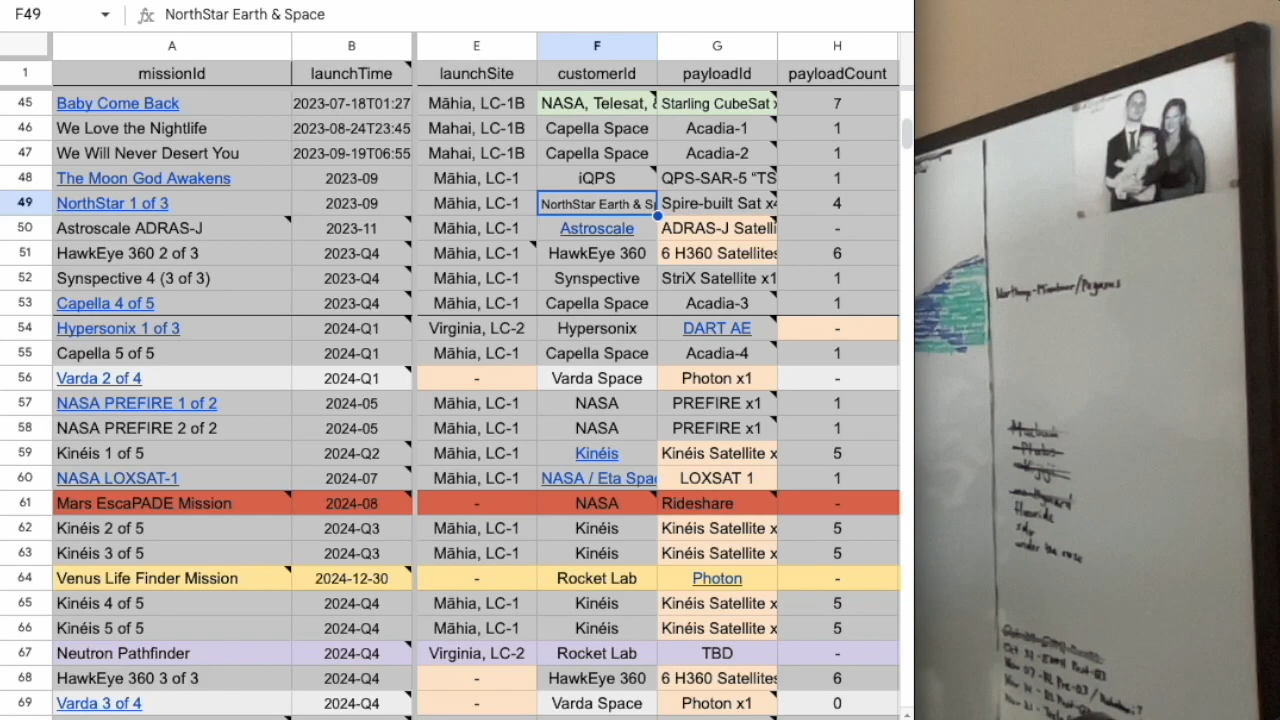 F49 NorthStar Earth & Space
A B E F G H
1 missionId launchTime launchSite customerId payloadId payloadCount
45 Baby Come Back 2023-07-18T01:27 Māhia, LC-1B NASA, Telesat, Starling CubeSat 7
46 We Love the Nightlife 2023-08-24T23:45 Mahai, LC-1B Capella Space Acadia-1 1
47 We Will Never Desert You 2023-09-19T06:55 Mahai, LC-1B Capella Space Acadia-2 1
48 The Moon God Awakens 2023-09 Māhia, LC-1 iQPS QPS-SAR-5 "TS 1
49 NorthStar 1 of 3 2023-09 Māhia, LC-1 NorthStar Earth & Sp Spire-built Sat x4 4
50 Astroscale ADRAS-J 2023-11 Māhia, LC-1 Astroscale ADRAS-J Satelli -
51 HawkEye 360 2 of 3 2023-Q4 Māhia, LC-1 HawkEye 360 6 H360 Satellites 6
52 Synspective 4 (3 of 3) 2023-Q4 Māhia, LC-1 Synspective StriX Satellite x1 1
53 Capella 4 of 5 2023-Q4 Māhia, LC-1 Capella Space Acadia-3 1
54 Hypersonix 1 of 3 2024-Q1 Virginia, LC-2 Hypersonix DART AE -
55 Capella 5 of 5 2024-Q1 Māhia, LC-1 Capella Space Acadia-4 1
56 Varda 2 of 4 2024-Q1 - Varda Space Photon x1 -
57 NASA PREFIRE 1 of 2 2024-05 Māhia, LC-1 NASA PREFIRE x1 1
58 NASA PREFIRE 2 of 2 2024-05 Māhia, LC-1 NASA PREFIRE x1 1
59 Kinéis 1 of 5 2024-Q2 Māhia, LC-1 Kinéis Kinéis Satellite x 5
60 NASA LOXSAT-1 2024-07 Māhia, LC-1 NASA / Eta Spac LOXSAT 1 1
61 Mars EscaPADE Mission 2024-08 - NASA Rideshare -
62 Kinéis 2 of 5 2024-Q3 Māhia, LC-1 Kinéis Kinéis Satellite x 5
63 Kinéis 3 of 5 2024-Q3 Māhia, LC-1 Kinéis Kinéis Satellite x 5
64 Venus Life Finder Mission 2024-12-30 - Rocket Lab Photon -
65 Kinéis 4 of 5 2024-Q4 Māhia, LC-1 Kinéis Kinéis Satellite x 5
66 Kinéis 5 of 5 2024-Q4 Māhia, LC-1 Kinéis Kinéis Satellite x 5
67 Neutron Pathfinder 2024-Q4 Virginia, LC-2 Rocket Lab TBD -
68 HawkEye 360 3 of 3 2024-Q4 - HawkEye 360 6 H360 Satellites 6
69 Varda 3 of 4 2024-Q4 - Varda Space Photon x1 0
under the rose